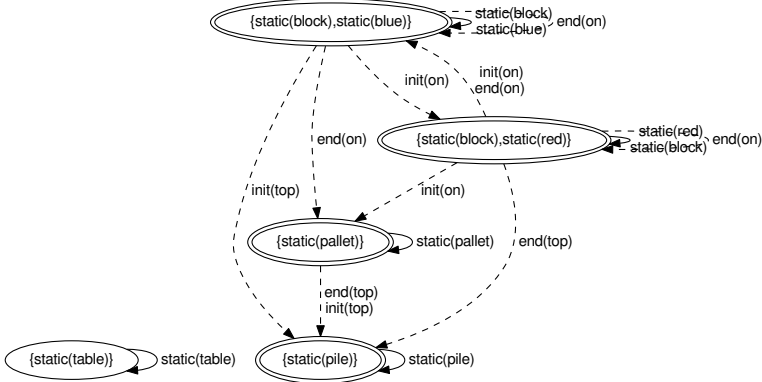 {static(block),static(blue)}
static(block)
static(blue)
end(on)
init(on)
init(on)
end(on)
{static(block),static(red)}
static(red)
static(block)
end(on)
end(on)
init(top)
init(on)
{static(pallet)}
static(pallet)
end(top)
end(top)
init(top)
{static(table)}
static(table)
{static(pile)}
static(pile)